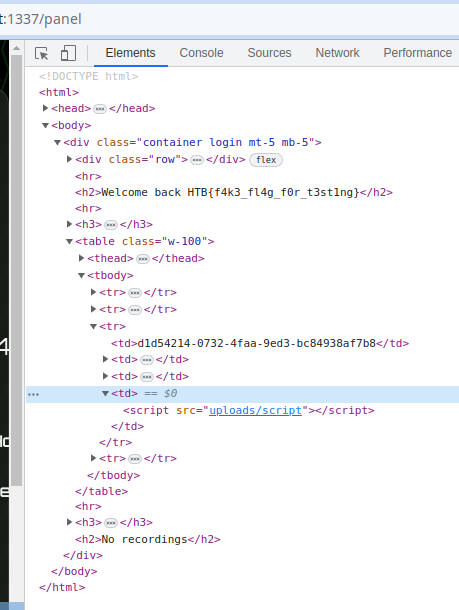 t:1337/panel
Elements Console Sources Network Performance
<!DOCTYPE html>
<html>
<head> ... </head>
<body>
<div class="container login mt-5 mb-5">
<div class="row"> ... </div> flex
<hr>
<h2>Welcome back HTB{f4k3_fl4g_f0r_t3st1ng}</h2>
<hr>
<h3> ... </h3>
<table class="w-100">
<thead> ... </thead>
<tbody>
<tr> ... </tr>
<tr> ... </tr>
<tr>
<td>d1d54214-0732-4faa-9ed3-bc84938af7b8</td>
<td> ... </td>
<td> ... </td>
... <td> == $0
<script src="uploads/script"></script>
</td>
</tr>
<tr> ... </tr>
</tbody>
</table>
<hr>
<h3> ... </h3>
<h2>No recordings</h2>
</div>
</body>
</html>